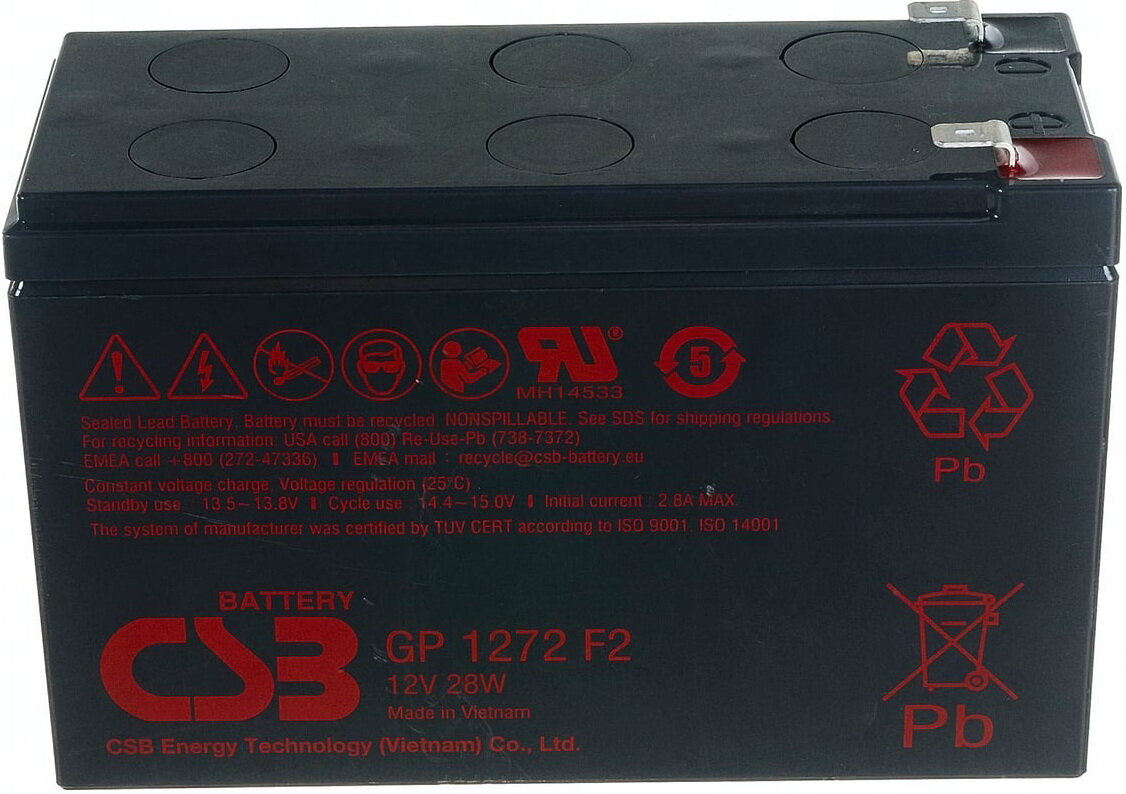 5
RU®
MH14533
Sealed Lead Battery. Battery must be recycled. NONSPILLABLE. See SDS for shipping regulations.
For recycling information: USA call (800) Re-Use-Pb (738-7372)
EMEA call +800 (272-47336) ▮ EMEA mail : recycle@csb-battery.eu
Constant voltage charge, Voltage regulation (25°C)
Standby use : 13.5~13.8V ▮ Cycle use : 14.4~15.0V ▮ Initial current : 2.8A MAX.
The system of manufacturer was certified by TUV CERT according to ISO 9001, ISO 14001
Pb
BATTERY
CSB
GP 1272 F2
12V 28W
Made in Vietnam
CSB Energy Technology (Vietnam) Co., Ltd.
Pb